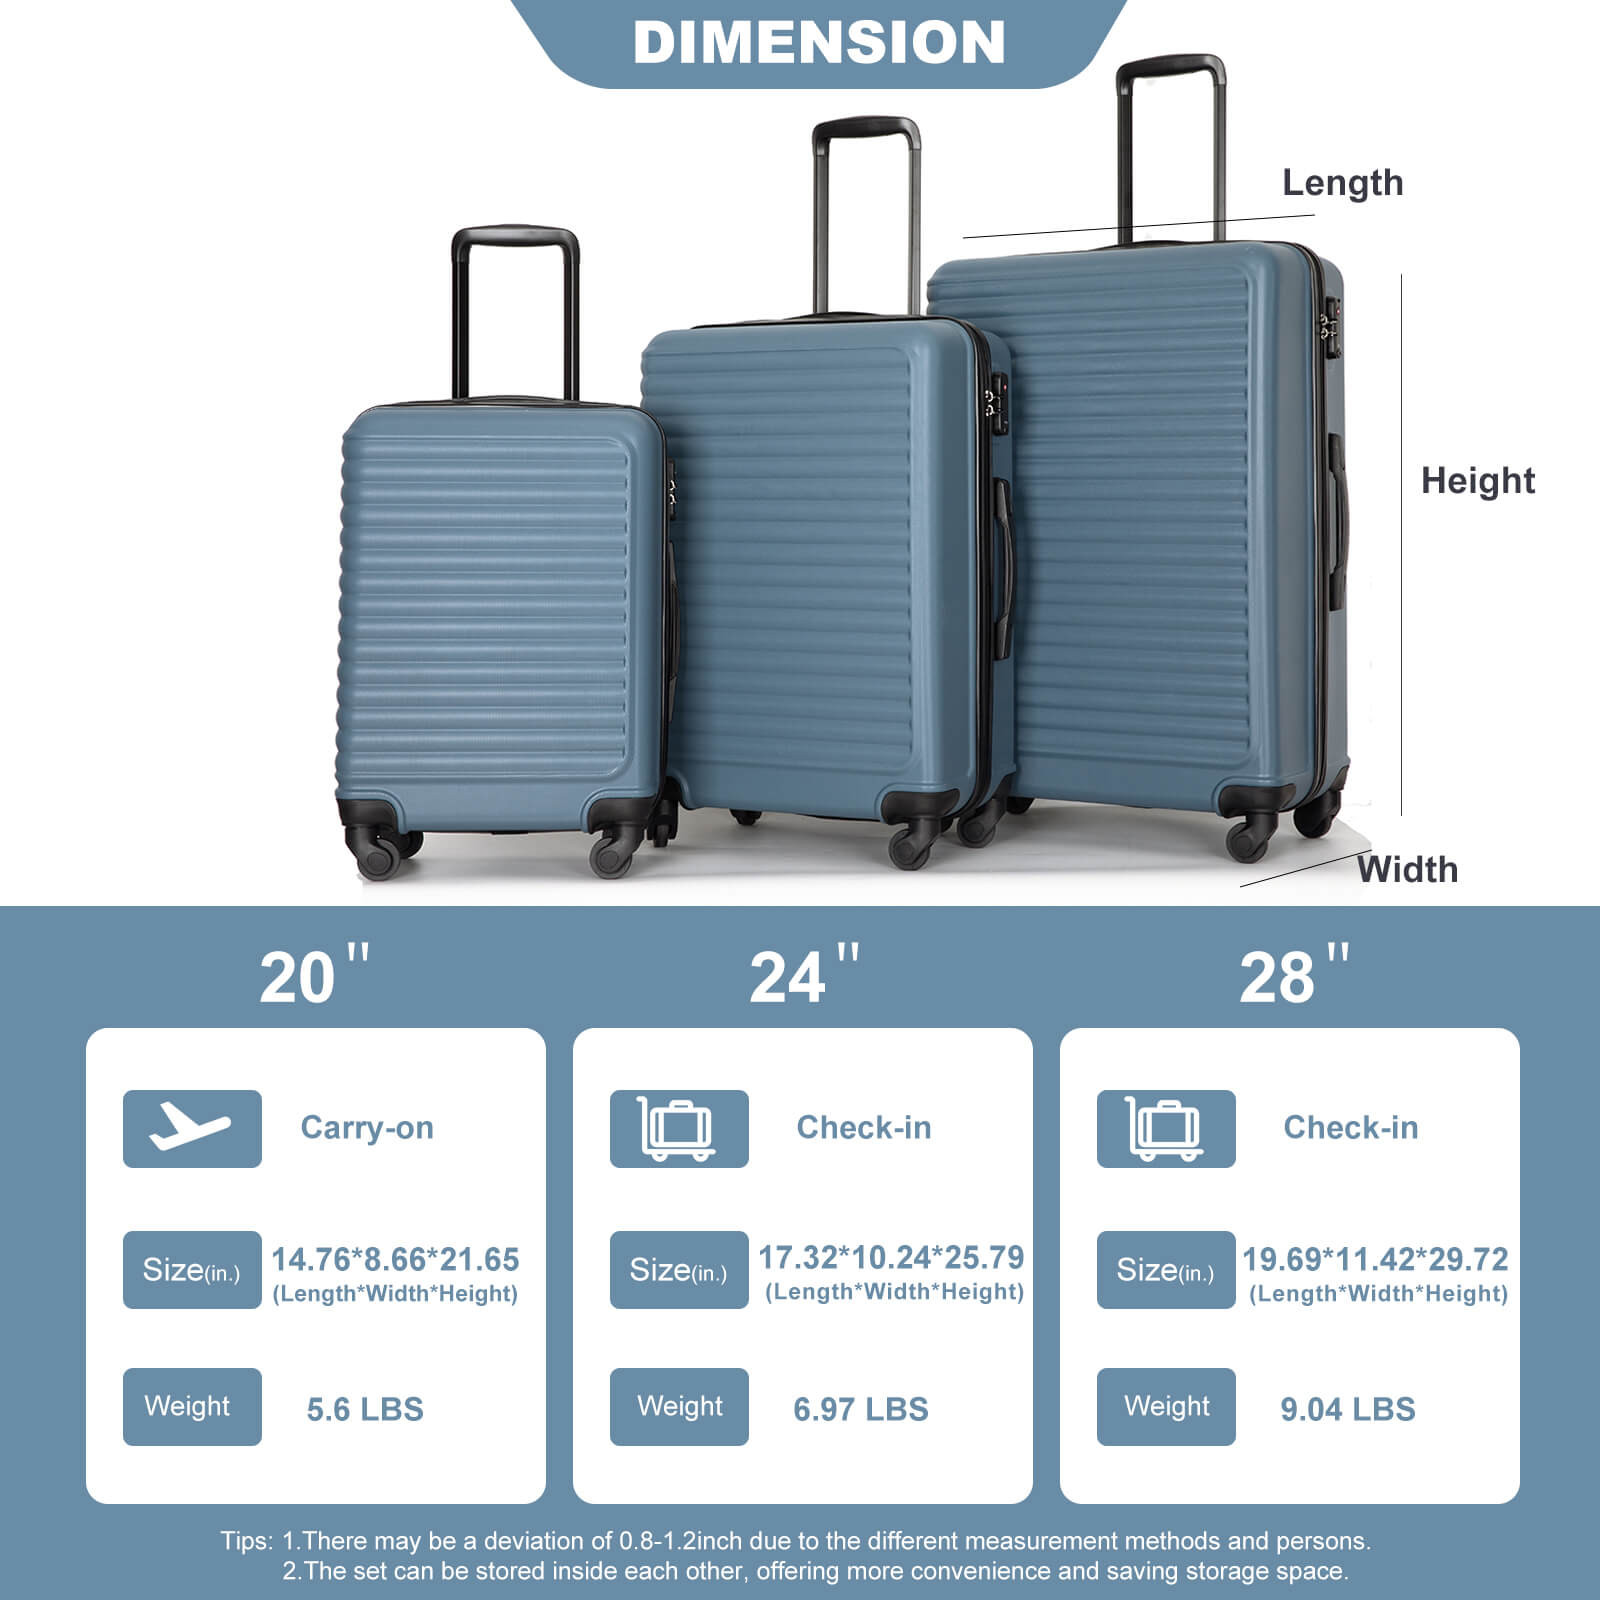 DIMENSION
Length
Height
Width
20"
24"
28"
Carry-on
Size(in.)
14.76*8.66*21.65
(Length*Width*Height)
Weight
5.6 LBS
Check-in
Size(in.)
17.32*10.24*25.79
(Length*Width*Height)
Weight
6.97 LBS
Check-in
Size(in.)
19.69*11.42*29.72
(Length*Width*Height)
Weight
9.04 LBS
Tips: 1.There may be a deviation of 0.8-1.2inch due to the different measurement methods and persons.
2.The set can be stored inside each other, offering more convenience and saving storage space.